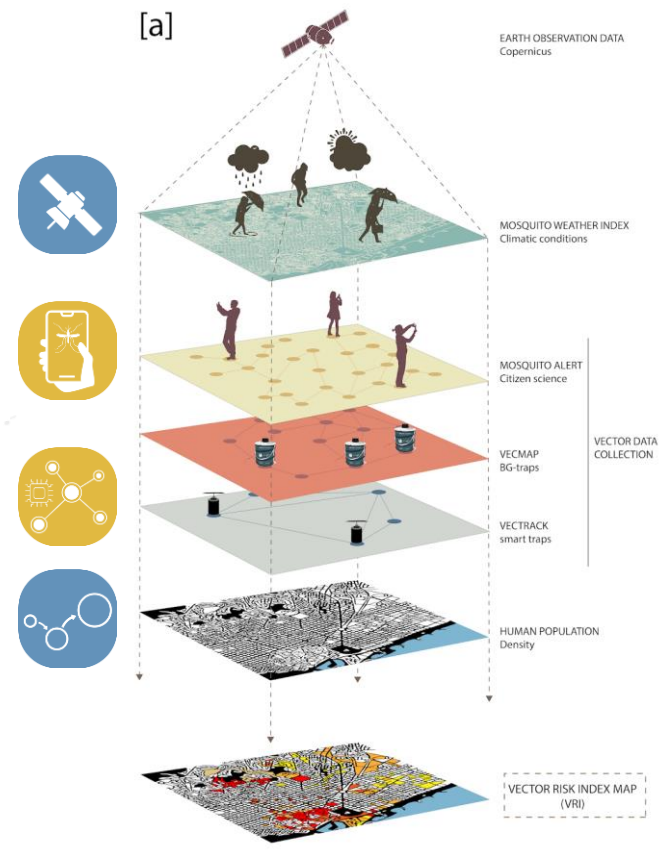 [a]
EARTH OBSERVATION DATA
Copernicus
MOSQUITO WEATHER INDEX
Climatic conditions
MOSQUITO ALERT
Citizen science
VECTOR DATA
COLLECTION
VECMAP
BG-traps
VECTRACK
smart traps
HUMAN POPULATION
Density
VECTOR RISK INDEX MAP
(VRI)